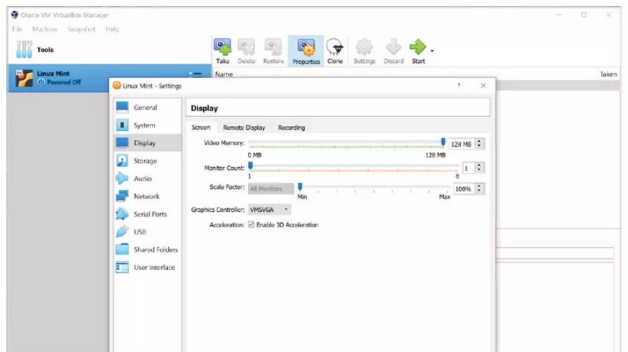 Oracle VM VirtualBox Manager
File Machine Snapshot Help
Tools
Take Delete Restore Properties Clone Settings Discard Start
Linux Mint
Powered Off
Name
Taken
Linux Mint - Settings
? ×
General
System
Display
Storage
Audio
Network
Serial Ports
USB
Shared Folders
User Interface
Display
Screen Remote Display Recording
Video Memory: 128 MB
0 MB 128 MB
Monitor Count: 1
1 8
Scale Factor: All Monitors 100%
Min Max
Graphics Controller: VMSVGA
Acceleration: Enable 3D Acceleration